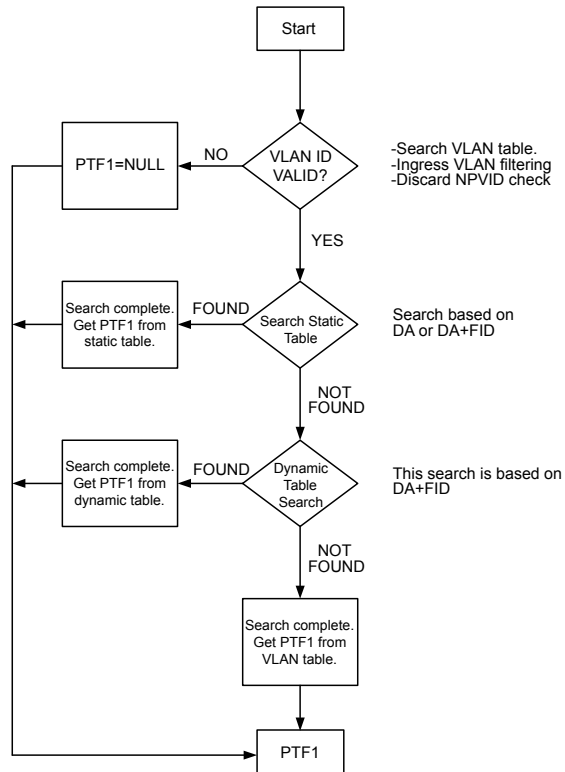 Start
PTF1=NULL
NO
VLAN ID
VALID?
-Search VLAN table.
-Ingress VLAN filtering
-Discard NPVID check
YES
Search complete.
Get PTF1 from
static table.
FOUND
Search Static
Table
Search based on
DA or DA+FID
NOT
FOUND
Search complete.
Get PTF1 from
dynamic table.
FOUND
Dynamic
Table
Search
This search is based on
DA+FID
NOT
FOUND
Search complete.
Get PTF1 from
VLAN table.
PTF1